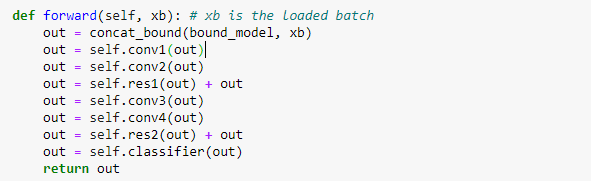 def forward(self, xb): # xb is the loaded batch
    out = concat_bound(bound_model, xb)
    out = self.conv1(out)
    out = self.conv2(out)
    out = self.res1(out) + out
    out = self.conv3(out)
    out = self.conv4(out)
    out = self.res2(out) + out
    out = self.classifier(out)
    return out